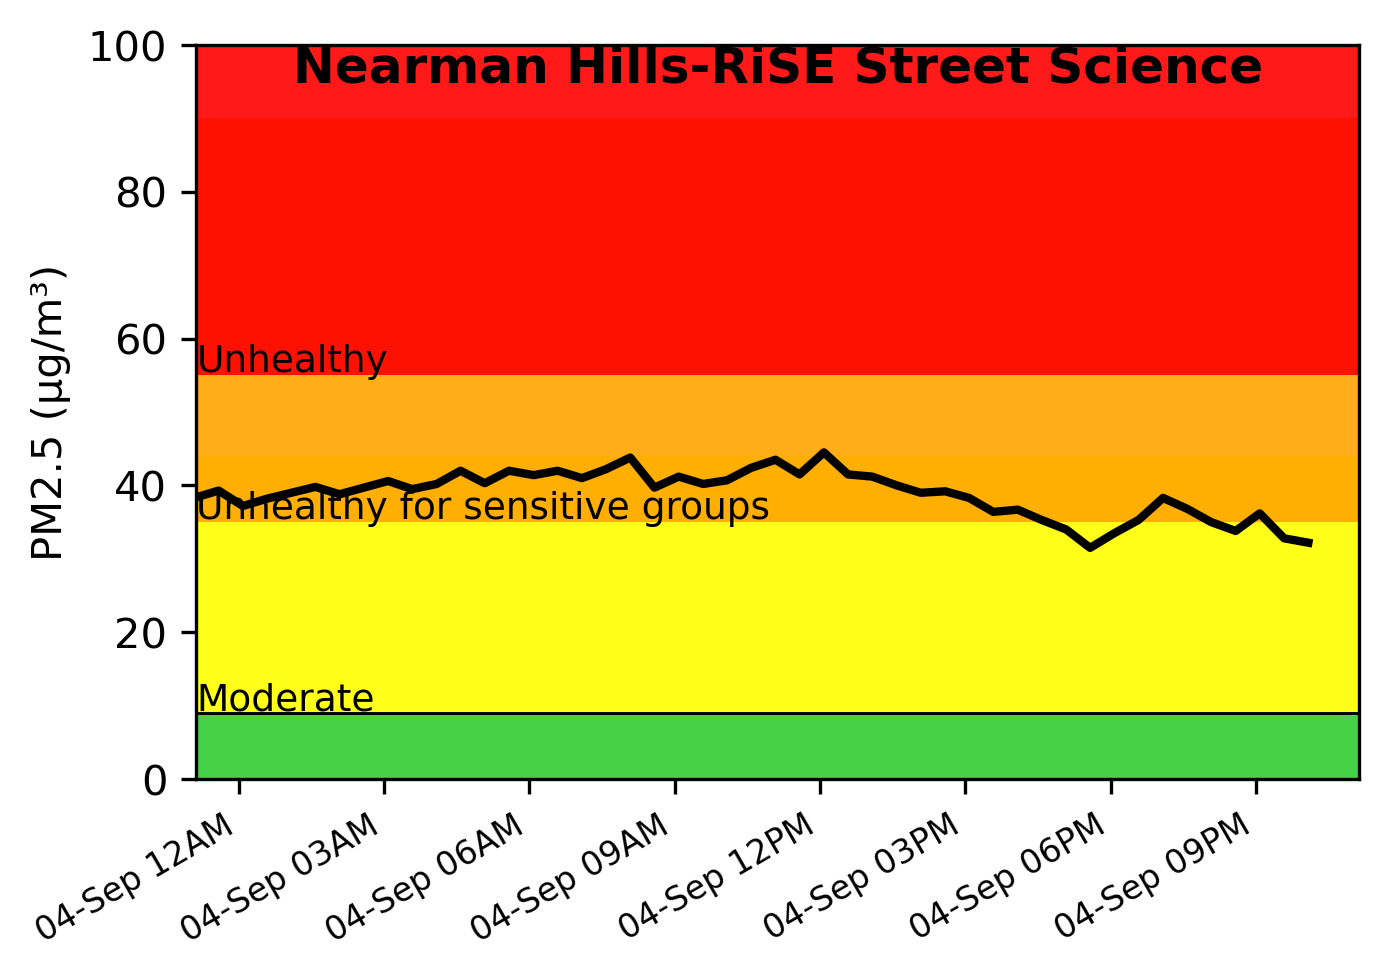 Nearman Hills-RiSE Street Science
100
80
60
40
20
0
PM2.5 (µg/m³)
Unhealthy
Unhealthy for sensitive groups
Moderate
04-Sep 12AM
04-Sep 03AM
04-Sep 06AM
04-Sep 09AM
04-Sep 12PM
04-Sep 03PM
04-Sep 06PM
04-Sep 09PM